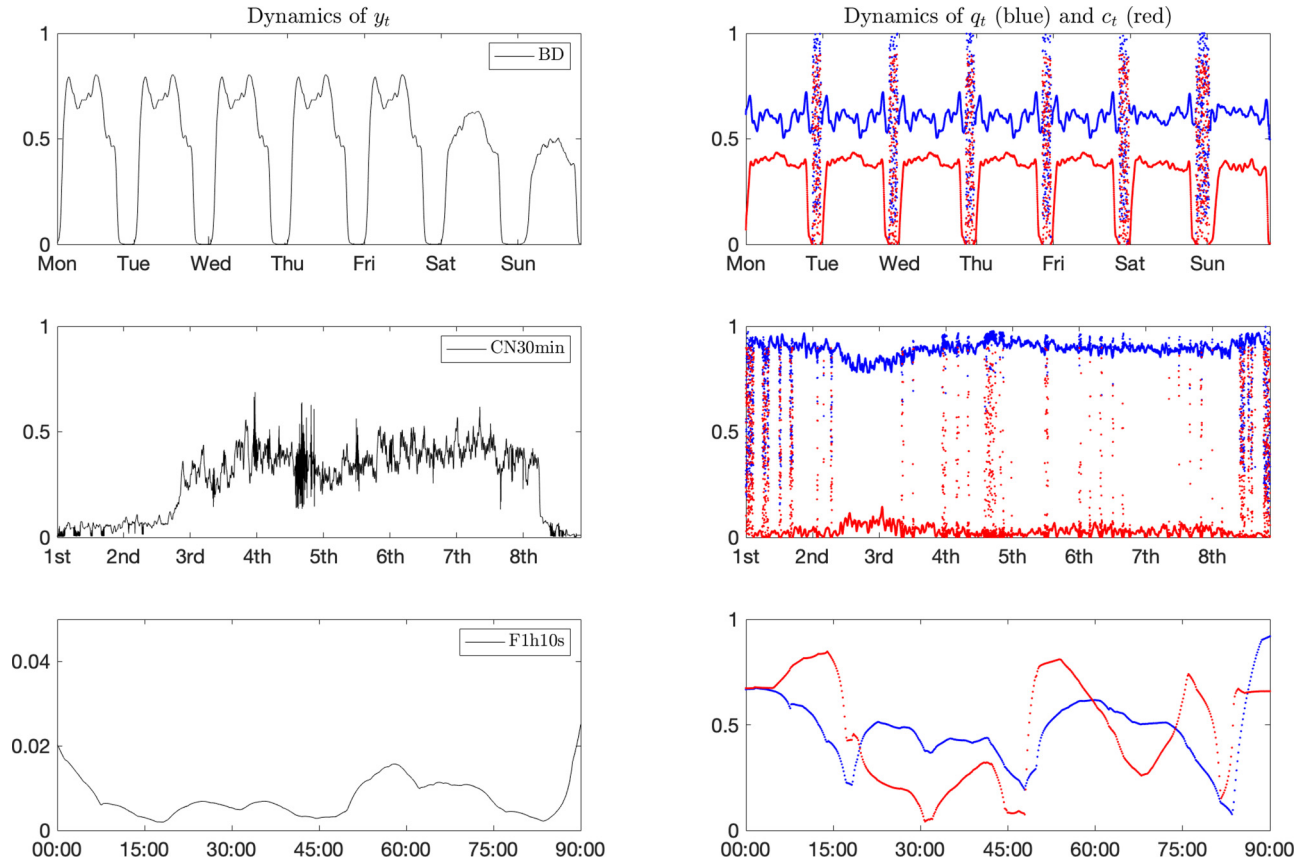 Dynamics of y_t
Dynamics of q_t (blue) and c_t (red)
1
0.5
0
BD
Mon Tue Wed Thu Fri Sat Sun
1
0.5
0
Mon Tue Wed Thu Fri Sat Sun
1
0.5
0
CN30min
1st 2nd 3rd 4th 5th 6th 7th 8th
1
0.5
0
1st 2nd 3rd 4th 5th 6th 7th 8th
0.04
0.02
0
F1h10s
00:00 15:00 30:00 45:00 60:00 75:00 90:00
1
0.5
0
00:00 15:00 30:00 45:00 60:00 75:00 90:00